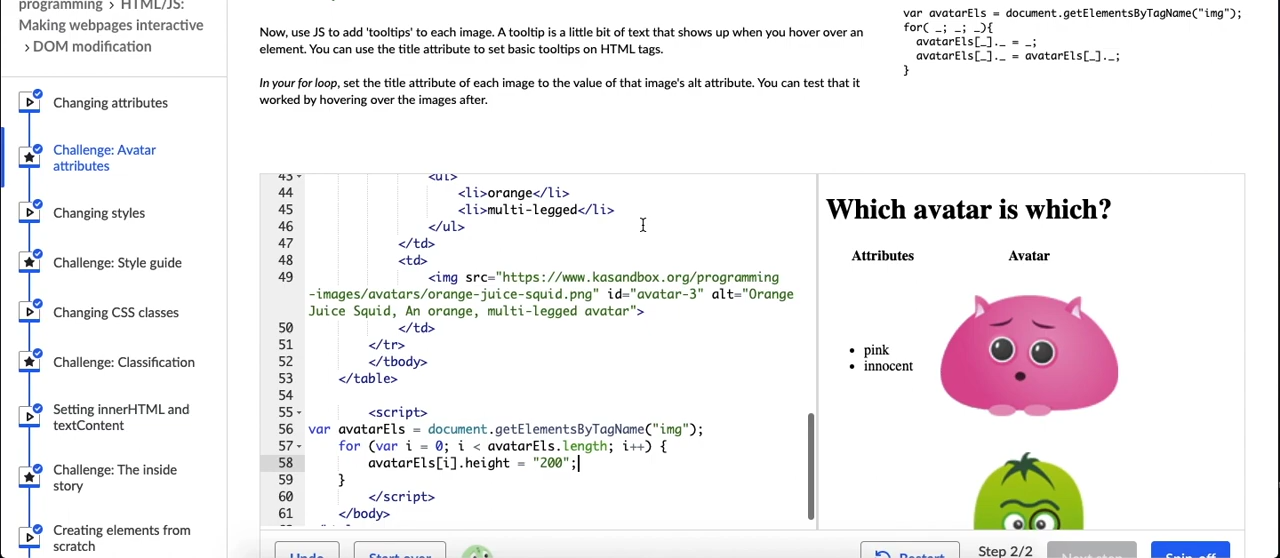 programming › HTML/JS:
Making webpages interactive
› DOM modification
Changing attributes
Challenge: Avatar
attributes
Changing styles
Challenge: Style guide
Changing CSS classes
Challenge: Classification
Setting innerHTML and
textContent
Challenge: The inside
story
Creating elements from
scratch
Now, use JS to add 'tooltips' to each image. A tooltip is a little bit of text that shows up when you hover over an
element. You can use the title attribute to set basic tooltips on HTML tags.
In your for loop, set the title attribute of each image to the value of that image's alt attribute. You can test that it
worked by hovering over the images after.
var avatarEls = document.getElementsByTagName("img");
for( _; _; _){
avatarEls[_]._ = _;
avatarEls[_]._ = avatarEls[_]._;
}
43 <ul>
44 <li>orange</li>
45 <li>multi-legged</li>
46 </ul>
47 </td>
48 <td>
49 <img src="https://www.kasandbox.org/programming
-images/avatars/orange-juice-squid.png" id="avatar-3" alt="Orange
Juice Squid, An orange, multi-legged avatar">
50 </td>
51 </tr>
52 </tbody>
53 </table>
54
55 <script>
56 var avatarEls = document.getElementsByTagName("img");
57 for (var i = 0; i < avatarEls.length; i++) {
58 avatarEls[i].height = "200";
59 }
60 </script>
61 </body>
Which avatar is which?
Attributes Avatar
• pink
• innocent
Undo Start over Restart Step 2/2 Next step Spin-off